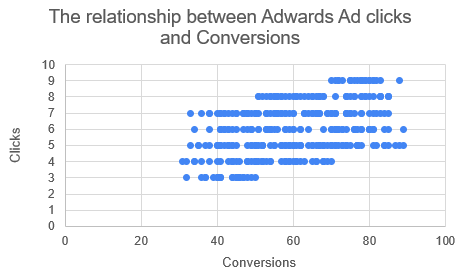 The relationship between Adwards Ad clicks
and Conversions
10
9
8
7
6
5
4
3
2
1
0
0 20 40 60 80 100
Clicks
Conversions